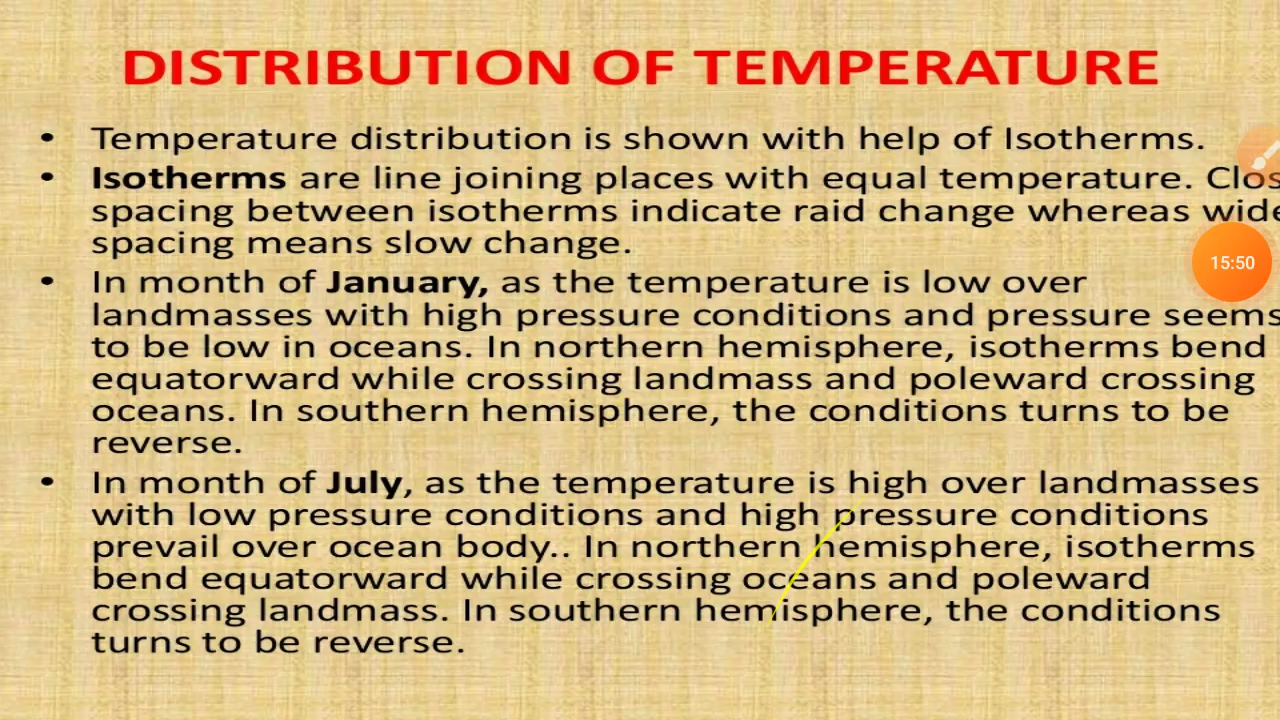 DISTRIBUTION OF TEMPERATURE
• Temperature distribution is shown with help of Isotherms.
• Isotherms are line joining places with equal temperature. Clos
spacing between isotherms indicate raid change whereas wide
spacing means slow change.
15:50
• In month of January, as the temperature is low over
landmasses with high pressure conditions and pressure seems
to be low in oceans. In northern hemisphere, isotherms bend
equatorward while crossing landmass and poleward crossing
oceans. In southern hemisphere, the conditions turns to be
reverse.
• In month of July, as the temperature is high over landmasses
with low pressure conditions and high pressure conditions
prevail over ocean body.. In northern hemisphere, isotherms
bend equatorward while crossing oceans and poleward
crossing landmass. In southern hemisphere, the conditions
turns to be reverse.